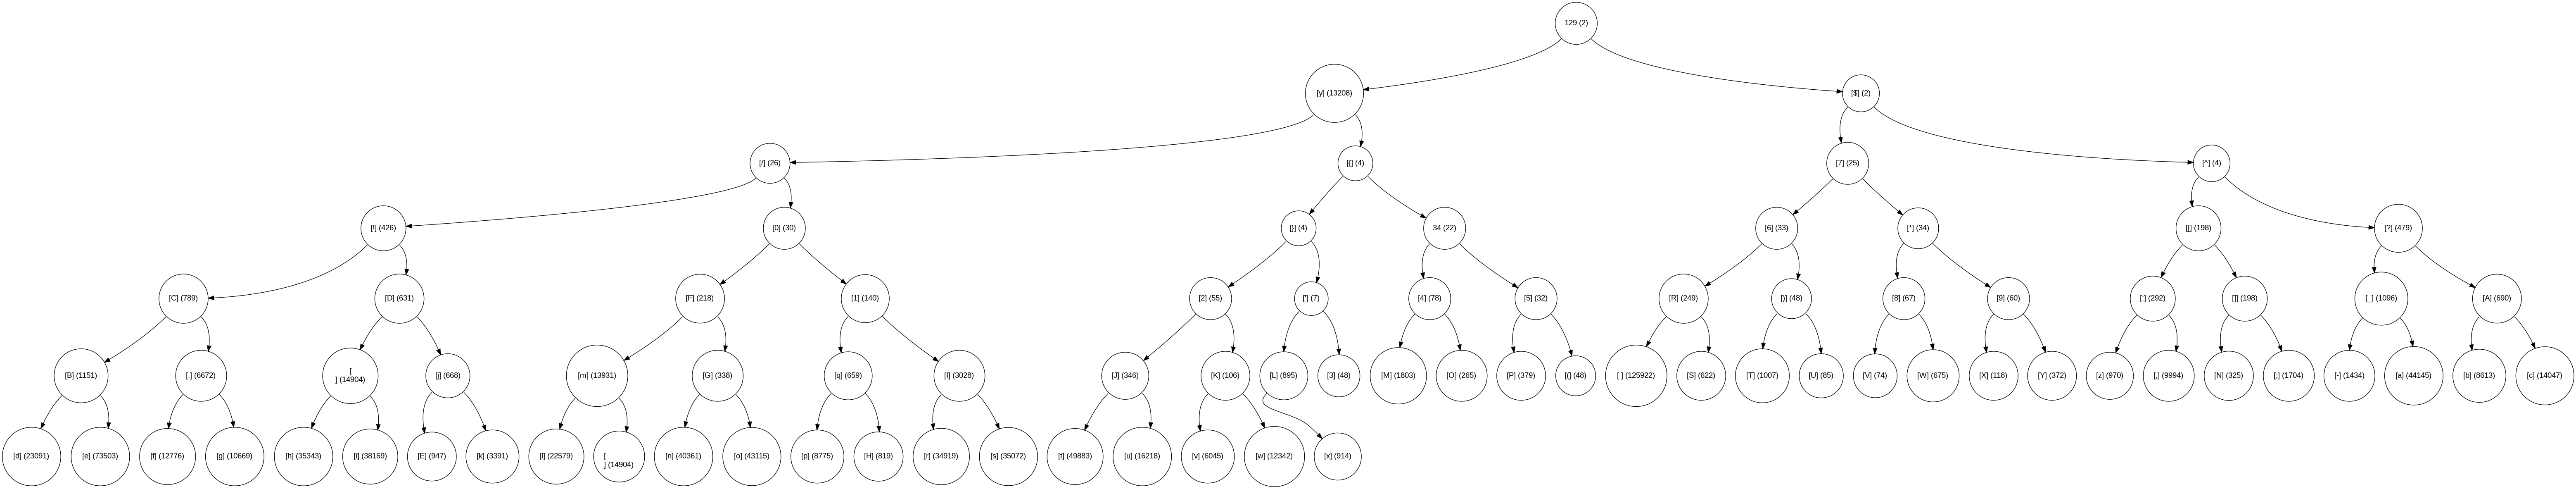 129 (2)
[y] (13208)
[$] (2)
[/] (26)
[{] (4)
[7] (25)
[^] (4)
[!] (426)
[0] (30)
[}] (4)
34 (22)
[6] (33)
[*] (34)
[[] (198)
[?] (479)
[C] (789)
[D] (631)
[F] (218)
[1] (140)
[2] (55)
['] (7)
[4] (78)
[5] (32)
[R] (249)
[)] (48)
[8] (67)
[9] (60)
[:] (292)
[]] (198)
[_] (1096)
[A] (690)
[B] (1151)
[.] (6672)
[
] (14904)
[j] (668)
[m] (13931)
[G] (338)
[q] (659)
[I] (3028)
[J] (346)
[K] (106)
[L] (895)
[3] (48)
[M] (1803)
[O] (265)
[P] (379)
[(] (48)
[ ] (125922)
[S] (622)
[T] (1007)
[U] (85)
[V] (74)
[W] (675)
[X] (118)
[Y] (372)
[z] (970)
[,] (9994)
[N] (325)
[;] (1704)
[-] (1434)
[a] (44145)
[b] (8613)
[c] (14047)
[d] (23091)
[e] (73503)
[f] (12776)
[g] (10669)
[h] (35343)
[i] (38169)
[E] (947)
[k] (3391)
[l] (22579)
[
] (14904)
[n] (40361)
[o] (43115)
[p] (8775)
[H] (819)
[r] (34919)
[s] (35072)
[t] (49883)
[u] (16218)
[v] (6045)
[w] (12342)
[x] (914)